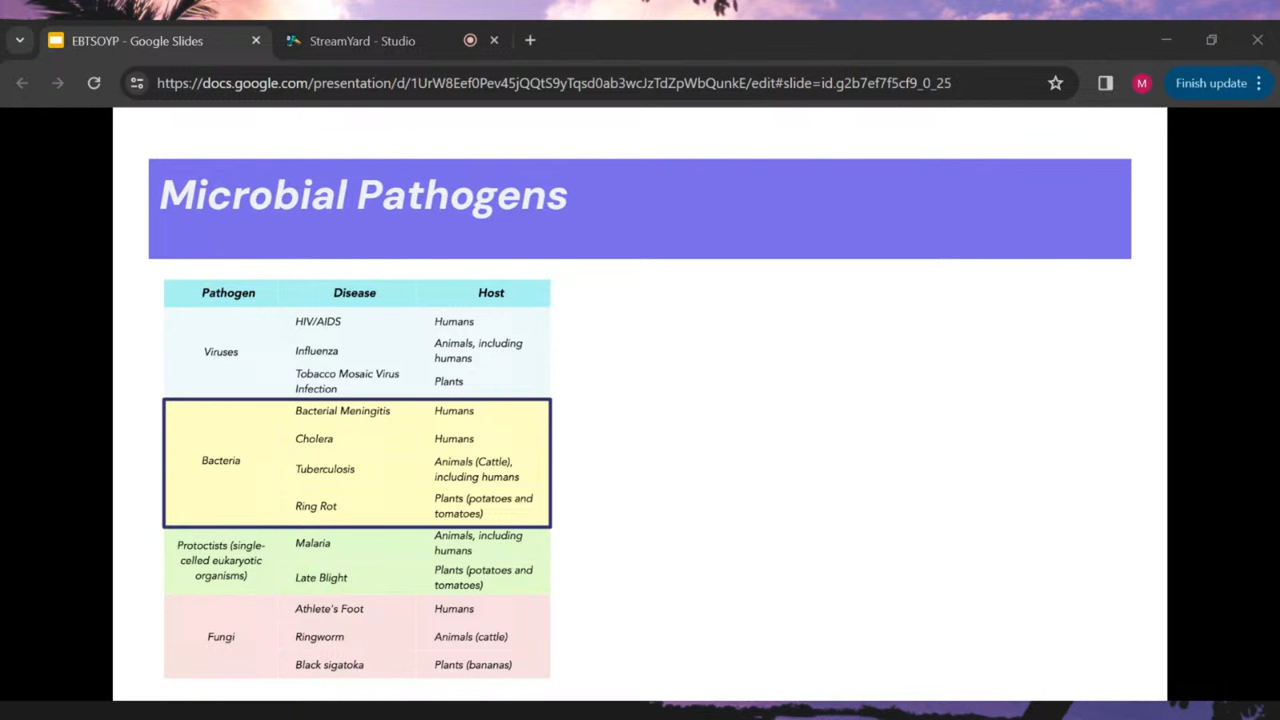 EBTSOYP - Google Slides
StreamYard - Studio
https://docs.google.com/presentation/d/1UrW8Eef0Pev45jQQtS9yTqsd0ab3wcJzTdZpWbQunkE/edit#slide=id.g2b7ef7f5cf9_0_25
M
Finish update
Microbial Pathogens
Pathogen Disease Host
Viruses
HIV/AIDS Humans
Influenza Animals, including
humans
Tobacco Mosaic Virus
Infection Plants
Bacteria
Bacterial Meningitis Humans
Cholera Humans
Tuberculosis Animals (Cattle),
including humans
Ring Rot Plants (potatoes and
tomatoes)
Protoctists (single-
celled eukaryotic
organisms)
Malaria Animals, including
humans
Late Blight Plants (potatoes and
tomatoes)
Fungi
Athlete's Foot Humans
Ringworm Animals (cattle)
Black sigatoka Plants (bananas)